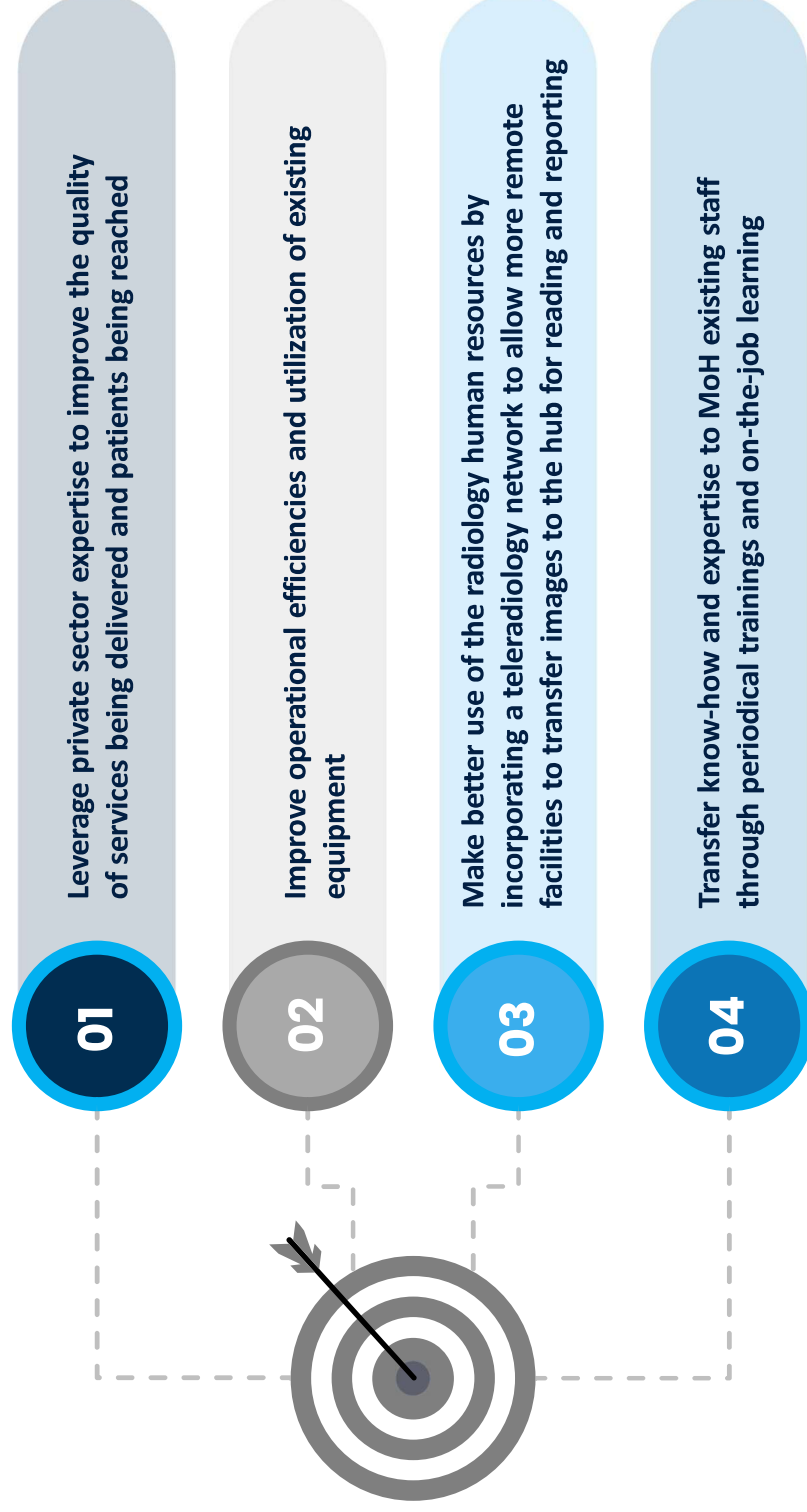 01
Leverage private sector expertise to improve the quality
of services being delivered and patients being reached
02
Improve operational efficiencies and utilization of existing
equipment
03
Make better use of the radiology human resources by
incorporating a teleradiology network to allow more remote
facilities to transfer images to the hub for reading and reporting
04
Transfer know-how and expertise to MoH existing staff
through periodical trainings and on-the-job learning